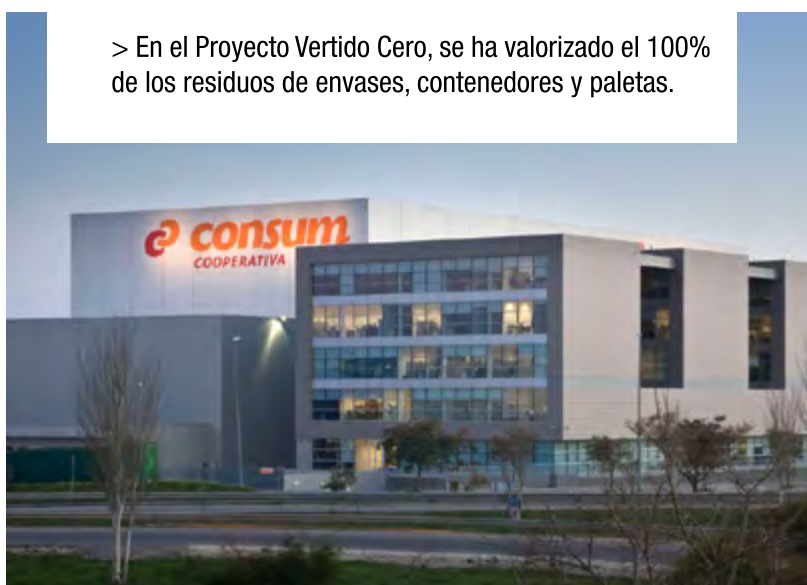 > En el Proyecto Vertido Cero, se ha valorizado el 100%
de los residuos de envases, contenedores y paletas.
consum
COOPERATIVA